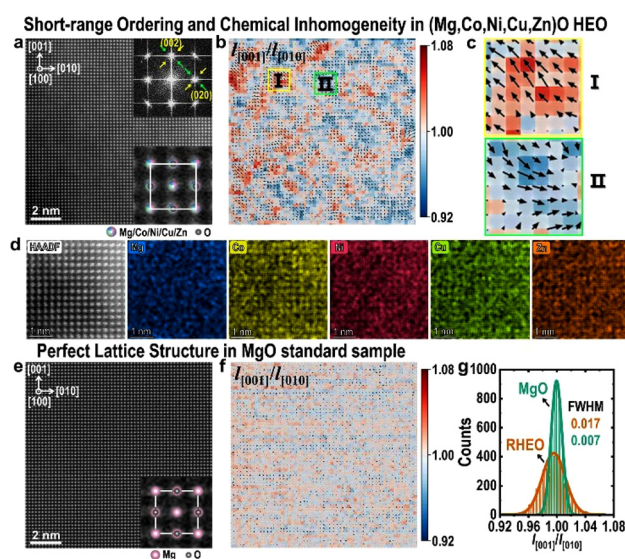 Short-range Ordering and Chemical Inhomogeneity in (Mg,Co,Ni,Cu,Zn)O HEO
a
[001]
[010]
[100]
(002)
(020)
2 nm
Mg/Co/Ni/Cu/Zn O
b
l[001]/l[010]
I
II
1.08
1.00
0.92
c
I
II
d
HAADF
Mg
Co
Ni
Cu
Zn
1 nm
1 nm
1 nm
1 nm
1 nm
1 nm
Perfect Lattice Structure in MgO standard sample
e
[001]
[010]
[100]
2 nm
Mg O
f
l[001]/l[010]
1.08
1.00
0.92
g
1000
800
600
400
200
0
Counts
MgO
FWHM
0.017
0.007
RHEO
0.92 0.96 1.00 1.04 1.08
l[001]/l[010]